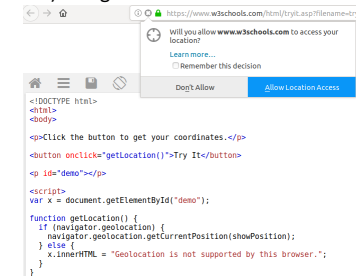 https://www.w3schools.com/html/tryit.asp?filename=try
Will you allow www.w3schools.com to access your
location?
Learn more...
Remember this decision
Don't Allow
Allow Location Access
<!DOCTYPE html>
<html>
<body>
<p>Click the button to get your coordinates.</p>
<button onclick="getLocation()">Try It</button>
<p id="demo"></p>
<script>
var x = document.getElementById("demo");
function getLocation() {
if (navigator.geolocation) {
navigator.geolocation.getCurrentPosition(showPosition);
} else {
x.innerHTML = "Geolocation is not supported by this browser.";
}
}